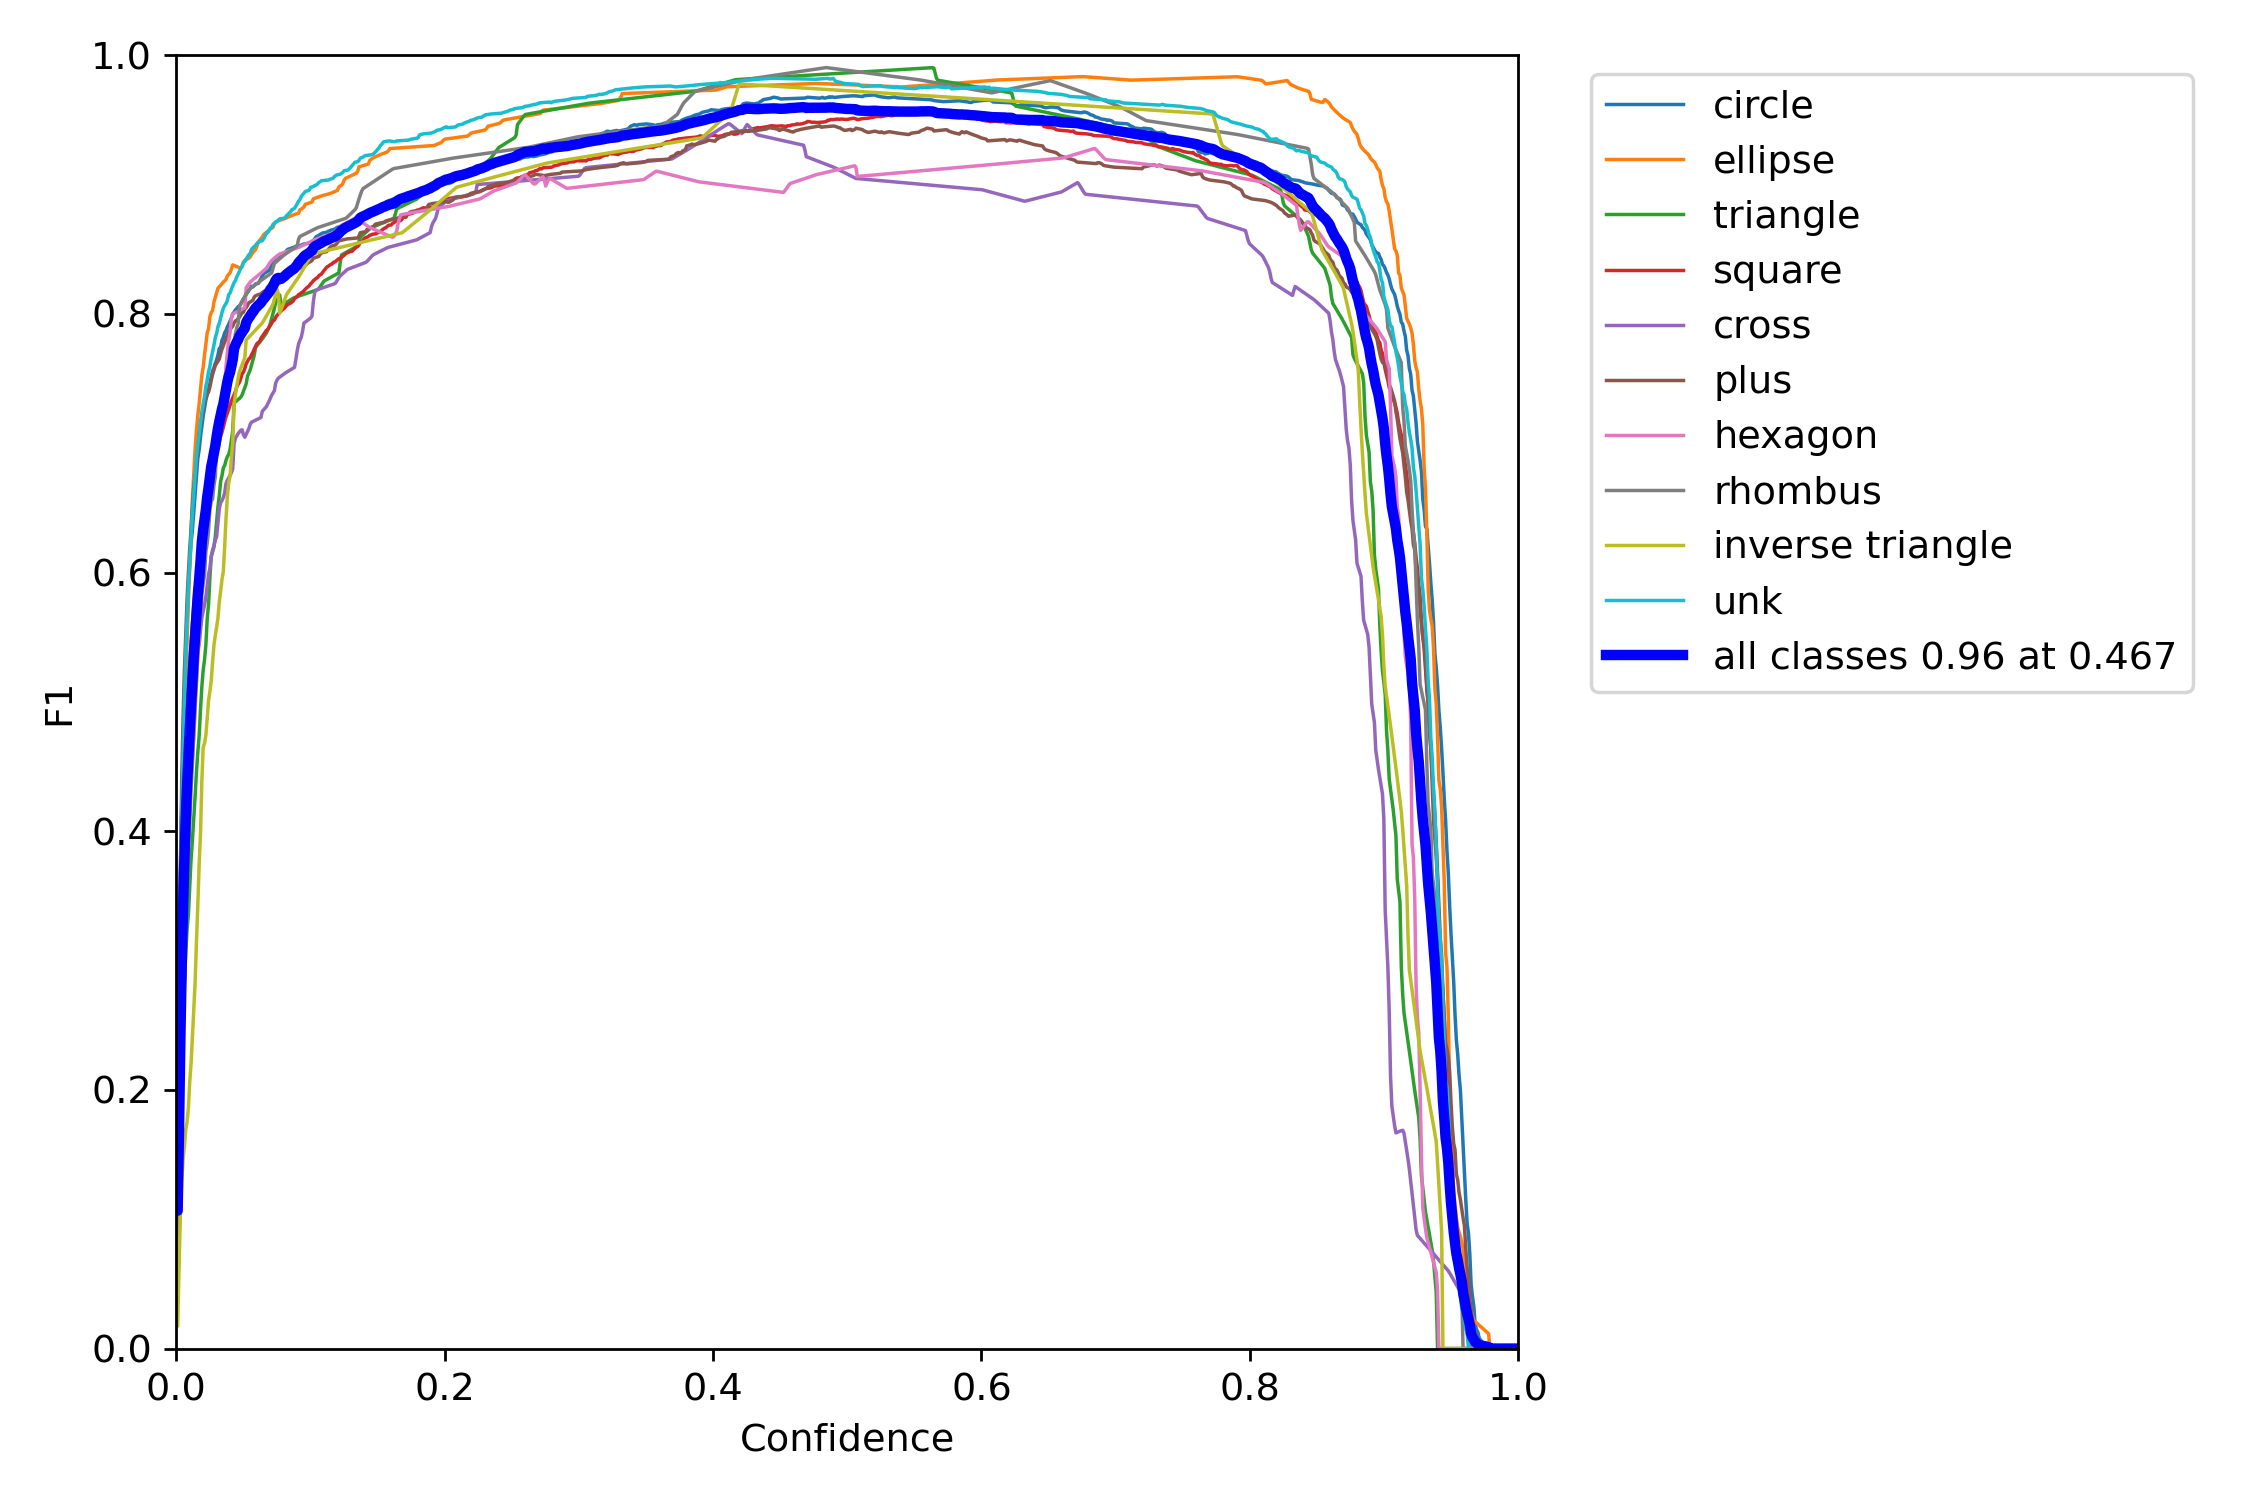 1.0
0.8
0.6
0.4
0.2
0.0
F1
0.0 0.2 0.4 0.6 0.8 1.0
Confidence
circle
ellipse
triangle
square
cross
plus
hexagon
rhombus
inverse triangle
unk
all classes 0.96 at 0.467